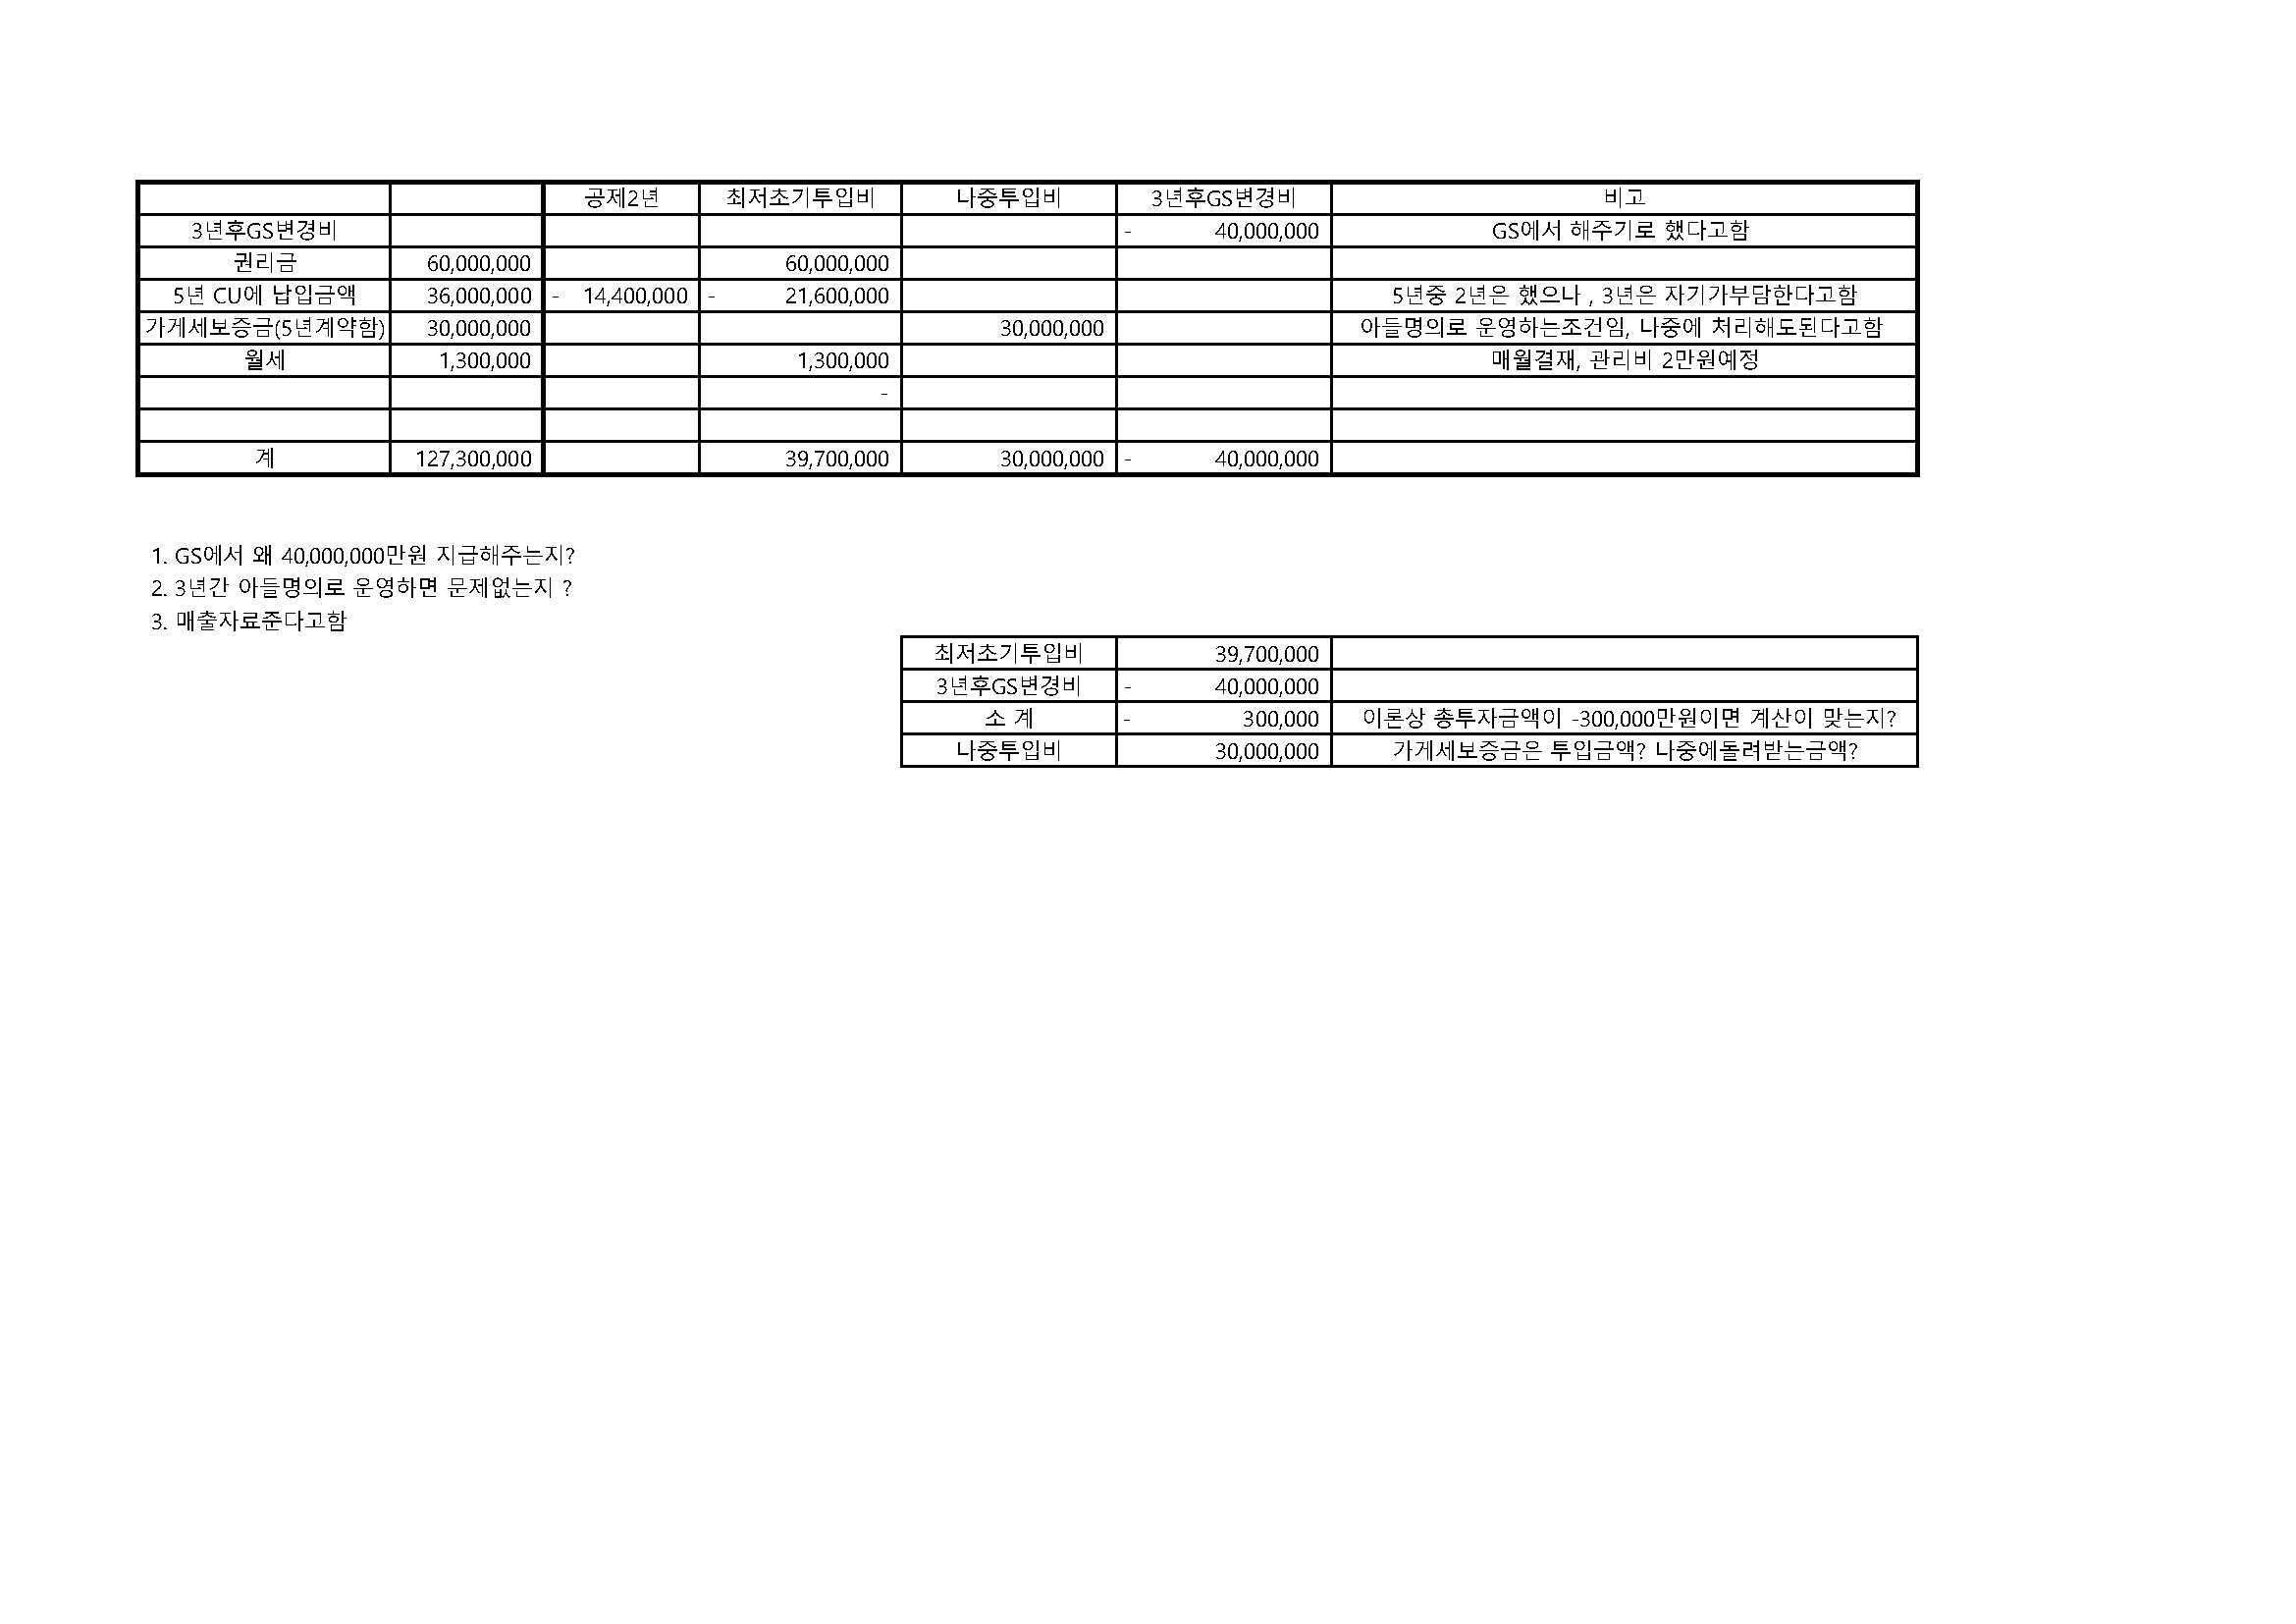 공제2년 최저초기투입비 나중투입비 3년후GS변경비 비고
3년후GS변경비 - 40,000,000 GS에서 해주기로 했다고함
권리금 60,000,000 60,000,000
5년 CU에 납입금액 36,000,000 - 14,400,000 - 21,600,000 5년중 2년은 했으나 , 3년은 자기가부담한다고함
가게세보증금(5년계약함) 30,000,000 30,000,000 아들명의로 운영하는조건임, 나중에 처리해도된다고함
월세 1,300,000 1,300,000 매월결재, 관리비 2만원예정
-
계 127,300,000 39,700,000 30,000,000 - 40,000,000
1. GS에서 왜 40,000,000만원 지급해주는지?
2. 3년간 아들명의로 운영하면 문제없는지 ?
3. 매출자료준다고함
최저초기투입비 39,700,000
3년후GS변경비 - 40,000,000
소 계 - 300,000 이론상 총투자금액이 -300,000만원이면 계산이 맞는지?
나중투입비 30,000,000 가게세보증금은 투입금액? 나중에돌려받는금액?